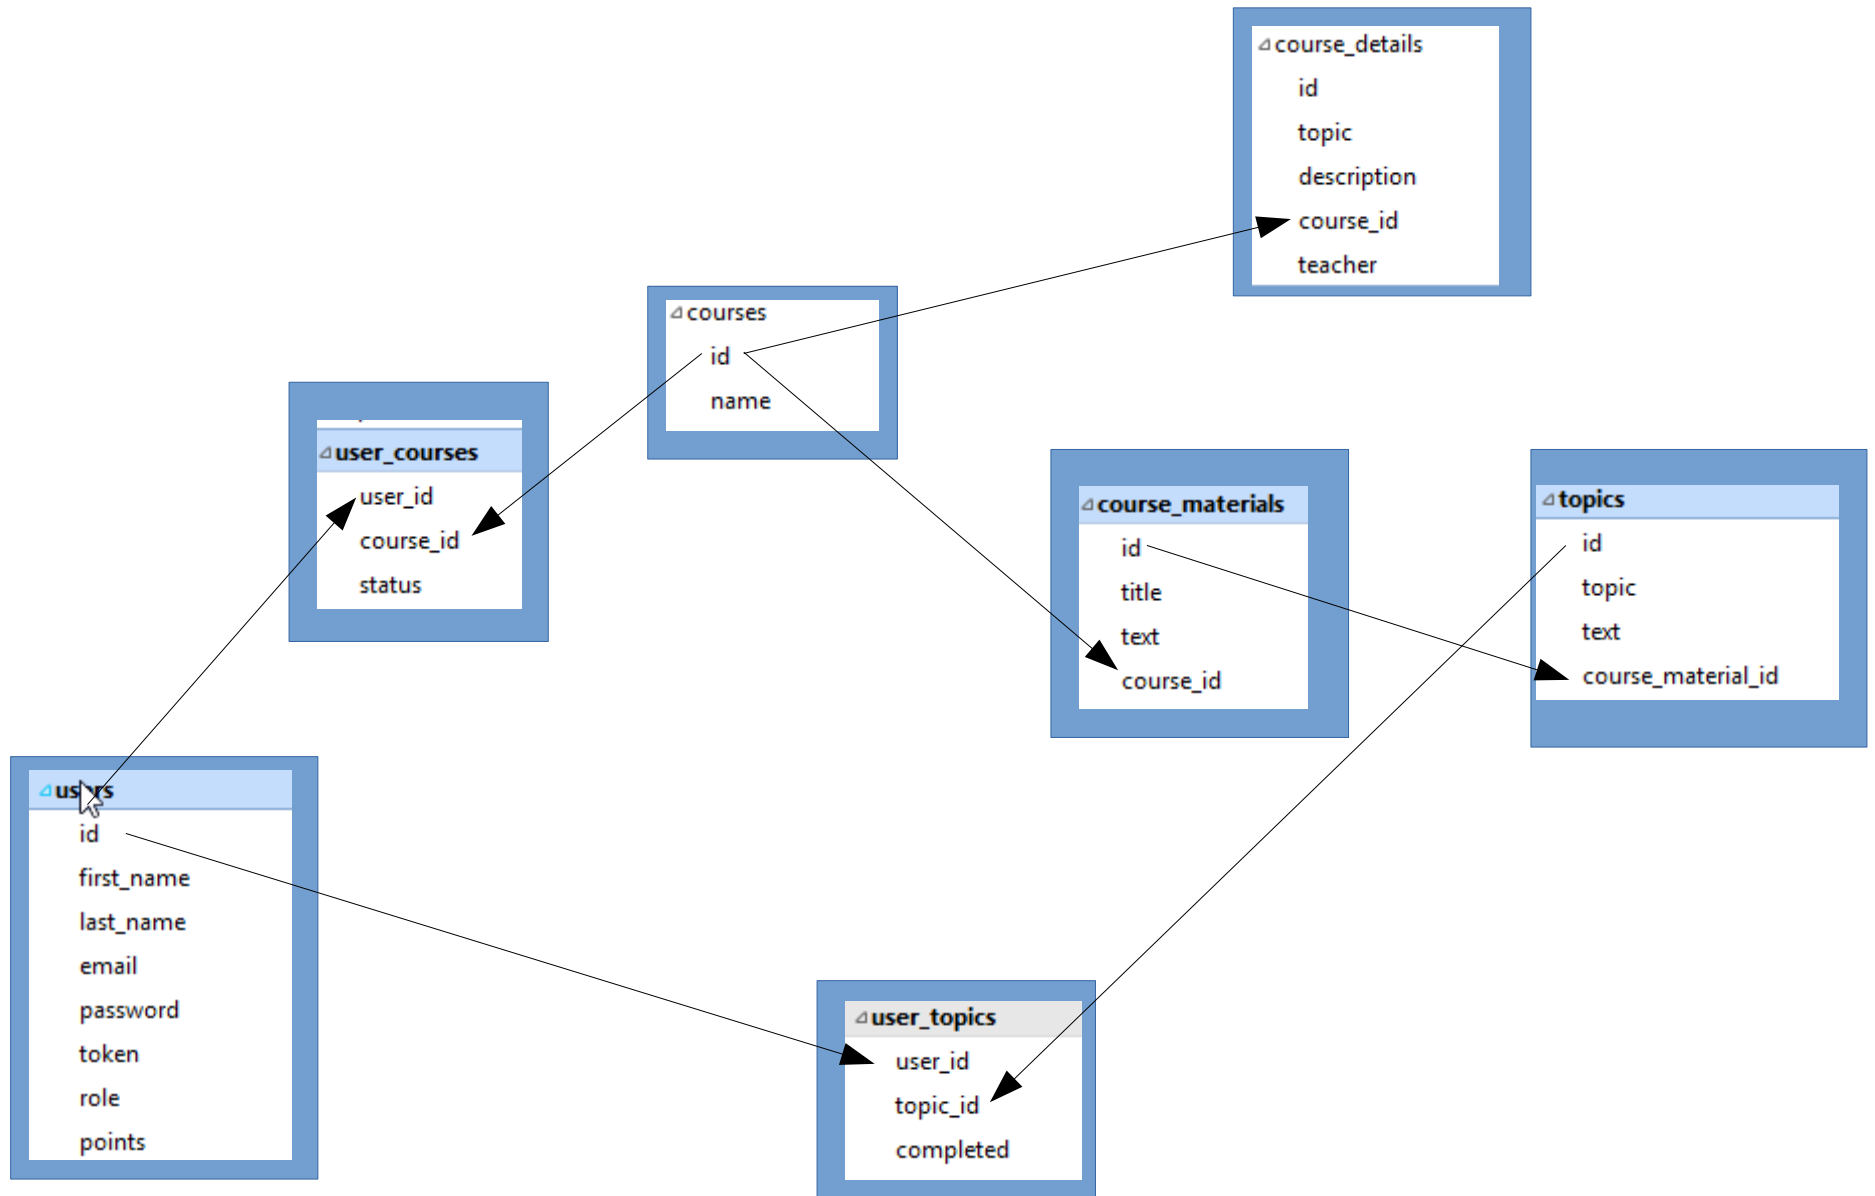 course_details
id
topic
description
course_id
teacher
courses
id
name
user_courses
user_id
course_id
status
course_materials
id
title
text
course_id
topics
id
topic
text
course_material_id
users
id
first_name
last_name
email
password
token
role
points
user_topics
user_id
topic_id
completed